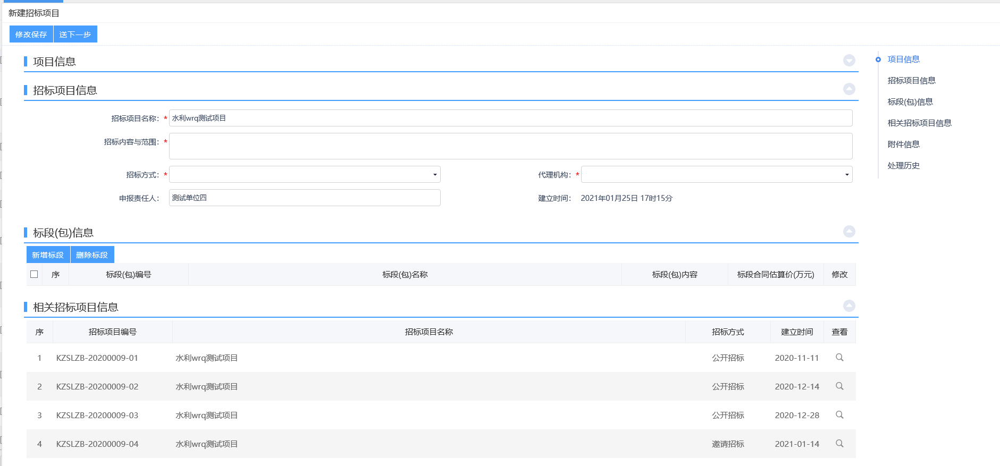 新建招标项目
修改保存 送下一步
项目信息
招标项目信息
招标项目名称：* 水利wrq测试项目
招标内容与范围：*
招标方式：* 代理机构：*
申报责任人： 测试单位四 建立时间： 2021年01月25日 17时15分
标段(包)信息
新增标段 删除标段
序 标段(包)编号 标段(包)名称 标段(包)内容 标段合同估算价(万元) 修改
相关招标项目信息
序 招标项目编号 招标项目名称 招标方式 建立时间 查看
1 KZSLZB-20200009-01 水利wrq测试项目 公开招标 2020-11-11
2 KZSLZB-20200009-02 水利wrq测试项目 公开招标 2020-12-14
3 KZSLZB-20200009-03 水利wrq测试项目 公开招标 2020-12-28
4 KZSLZB-20200009-04 水利wrq测试项目 邀请招标 2021-01-14
项目信息
招标项目信息
标段(包)信息
相关招标项目信息
附件信息
处理历史